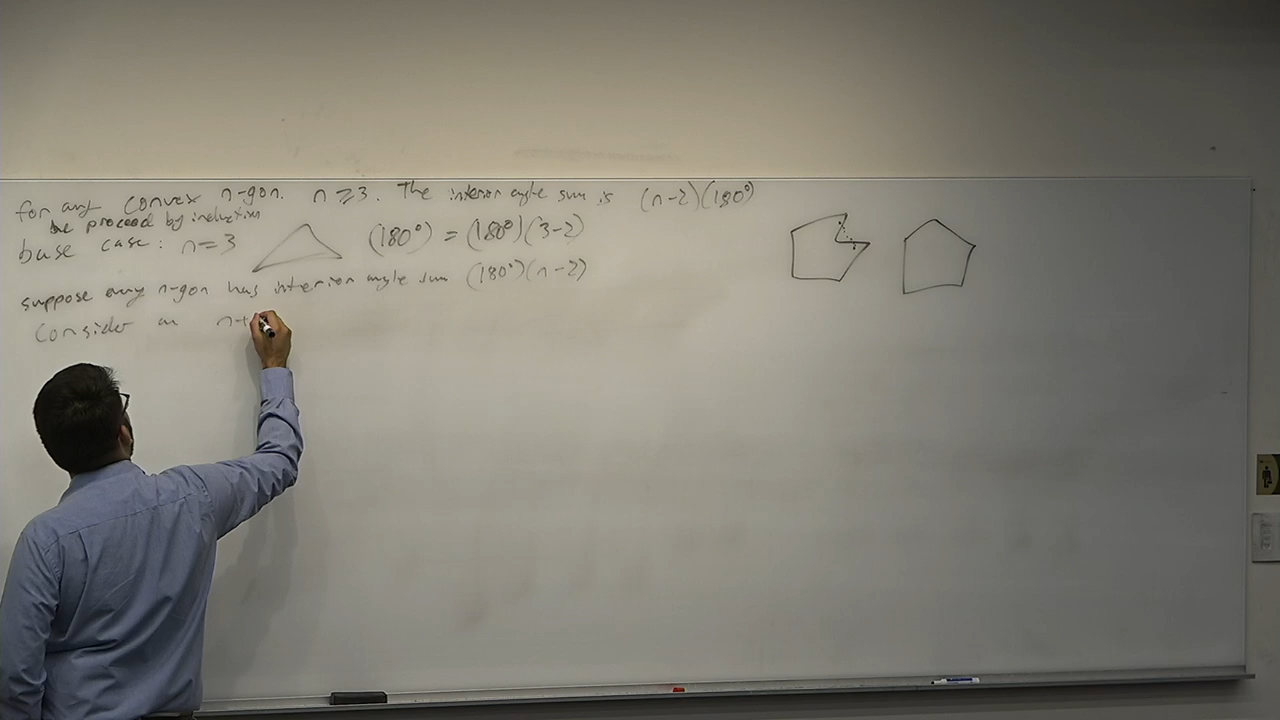 for any convex n-gon. n ≥ 3. The interior angle sum is (n-2)(180°)
we proceed by induction
base case: n=3 (180°) = (180°)(3-2)
suppose every n-gon has interior angle sum (180°)(n-2)
Consider an n+